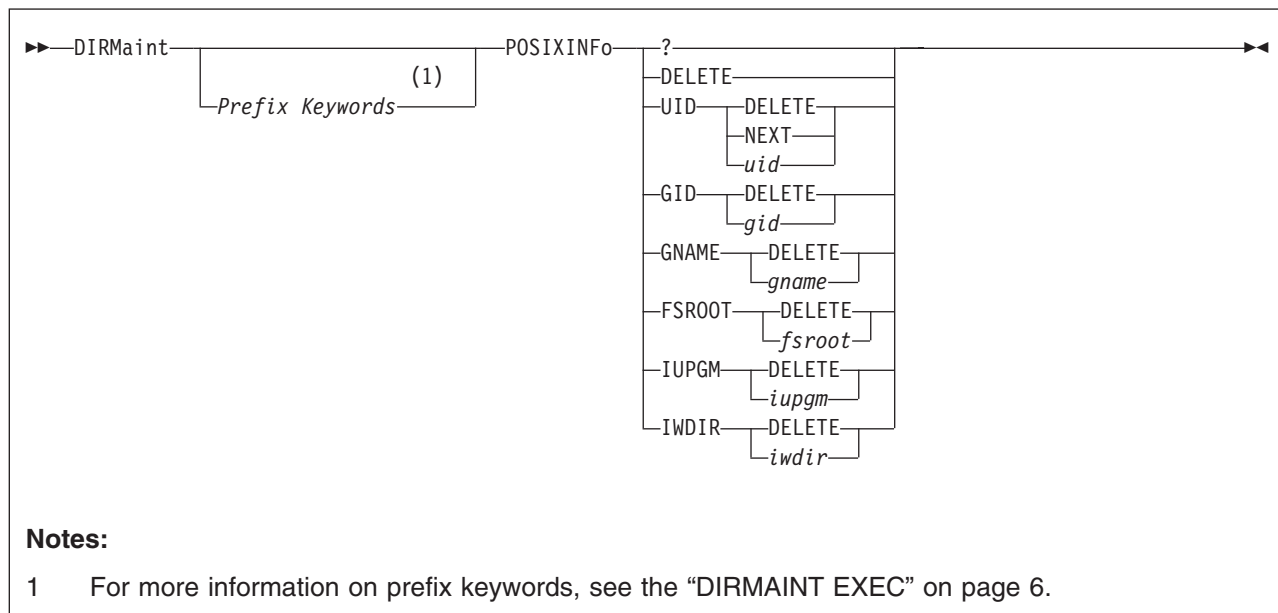 DIRMaint POSIXINFo ?
(1) DELETE
Prefix Keywords UID DELETE
NEXT
uid
GID DELETE
gid
GNAME DELETE
gname
FSROOT DELETE
fsroot
IUPGM DELETE
iupgm
IWDIR DELETE
iwdir
Notes:
1 For more information on prefix keywords, see the “DIRMAINT EXEC” on page 6.